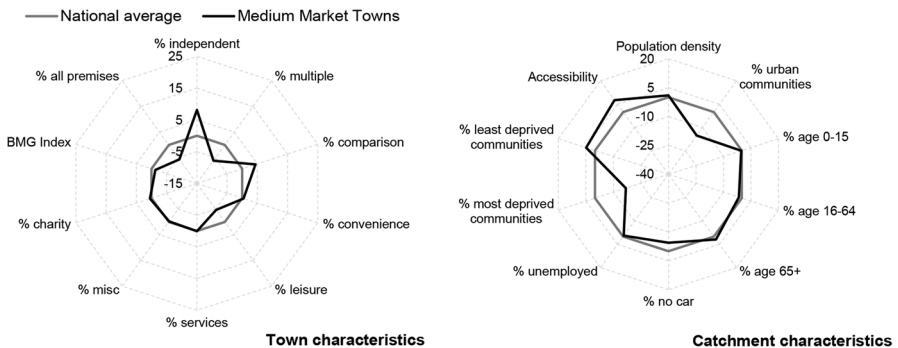 National average
Medium Market Towns
% independent
25
% all premises
% multiple
15
5
BMG Index
% comparison
-5
-15
% charity
% convenience
% misc
% leisure
% services
Town characteristics
Population density
20
Accessibility
% urban
communities
5
% least deprived
communities
-10
% age 0-15
-25
-40
% most deprived
communities
% age 16-64
% unemployed
% age 65+
% no car
Catchment characteristics